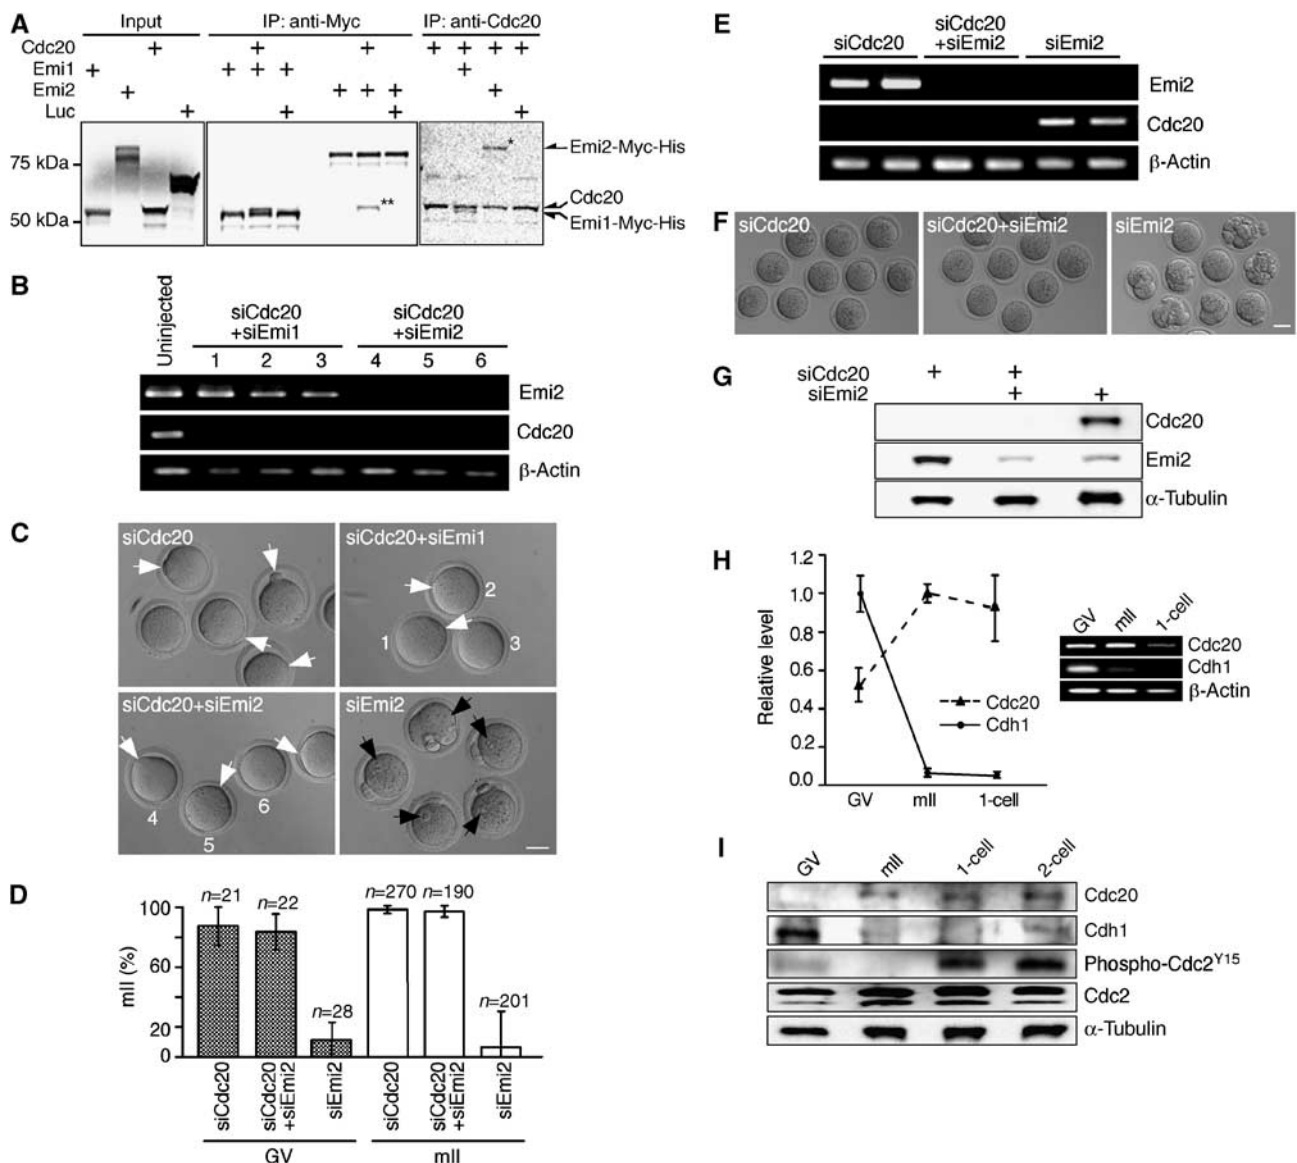 A
Input
IP: anti-Myc
IP: anti-Cdc20
Cdc20 + + + + + + +
Emi1 + + + + +
Emi2 + + + + +
Luc + + + +
75 kDa
50 kDa
*
**
Emi2-Myc-His
Cdc20
Emi1-Myc-His
B
Uninjected
siCdc20 +siEmi1
siCdc20 +siEmi2
1 2 3 4 5 6
Emi2
Cdc20
β-Actin
C
siCdc20
siCdc20+siEmi1
1 2 3
siCdc20+siEmi2
4 5 6
siEmi2
D
mII (%)
100
60
20
0
n=21
n=22
n=28
n=270
n=190
n=201
siCdc20
siCdc20 +siEmi2
siEmi2
siCdc20
siCdc20 +siEmi2
siEmi2
GV
mII
E
siCdc20
siCdc20 +siEmi2
siEmi2
Emi2
Cdc20
β-Actin
F
siCdc20
siCdc20+siEmi2
siEmi2
G
siCdc20 + +
siEmi2 + +
Cdc20
Emi2
α-Tubulin
H
Relative level
1.2
1.0
0.8
0.6
0.4
0.2
0.0
GV
mII
1-cell
Cdc20
Cdh1
GV
mII
1-cell
Cdc20
Cdh1
β-Actin
I
GV
mII
1-cell
2-cell
Cdc20
Cdh1
Phospho-Cdc2Y15
Cdc2
α-Tubulin